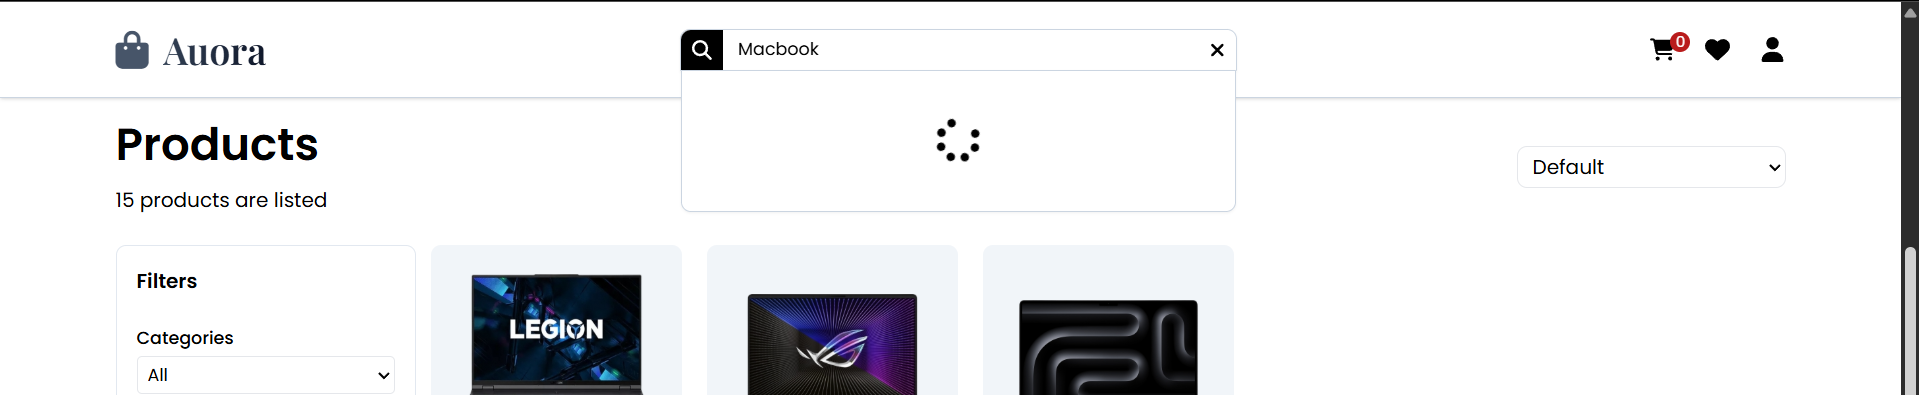 Auora
Macbook
0
Products
Default
15 products are listed
Filters
Categories
All
LEGION